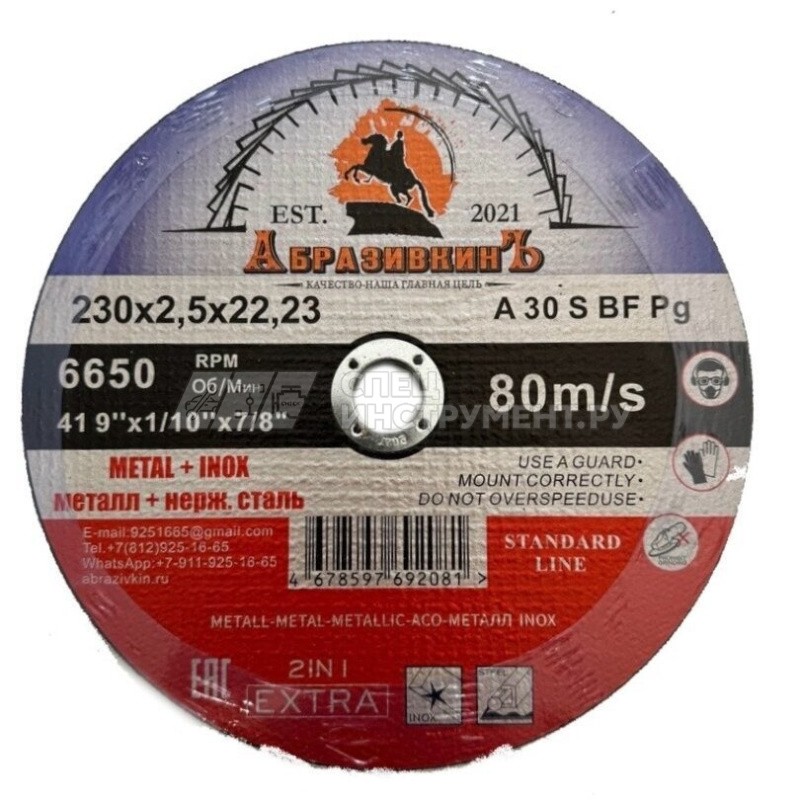 EST. 2021
АбразивкинЪ
КАЧЕСТВО-НАША ГЛАВНАЯ ЦЕЛЬ
230x2,5x22,23
A 30 S BF Pg
6650 RPM
Об/Мин
41 9"x1/10"x7/8"
80m/s
СПЕЦ
ИНСТРУМЕНТ.РУ
METAL + INOX
металл + нерж. сталь
USE A GUARD•
MOUNT CORRECTLY•
DO NOT OVERSPEEDUSE•
E-mail:9251665@gmail.com
Tel.+7(812)925-16-65
WhatsApp:+7-911-925-16-65
abrazivkin.ru
4 678597 692081 >
STANDARD
LINE
METALL-METAL-METALLIC-ACO-МЕТАЛЛ INOX
EAC
2IN1
EXTRA
INOX
STEEL